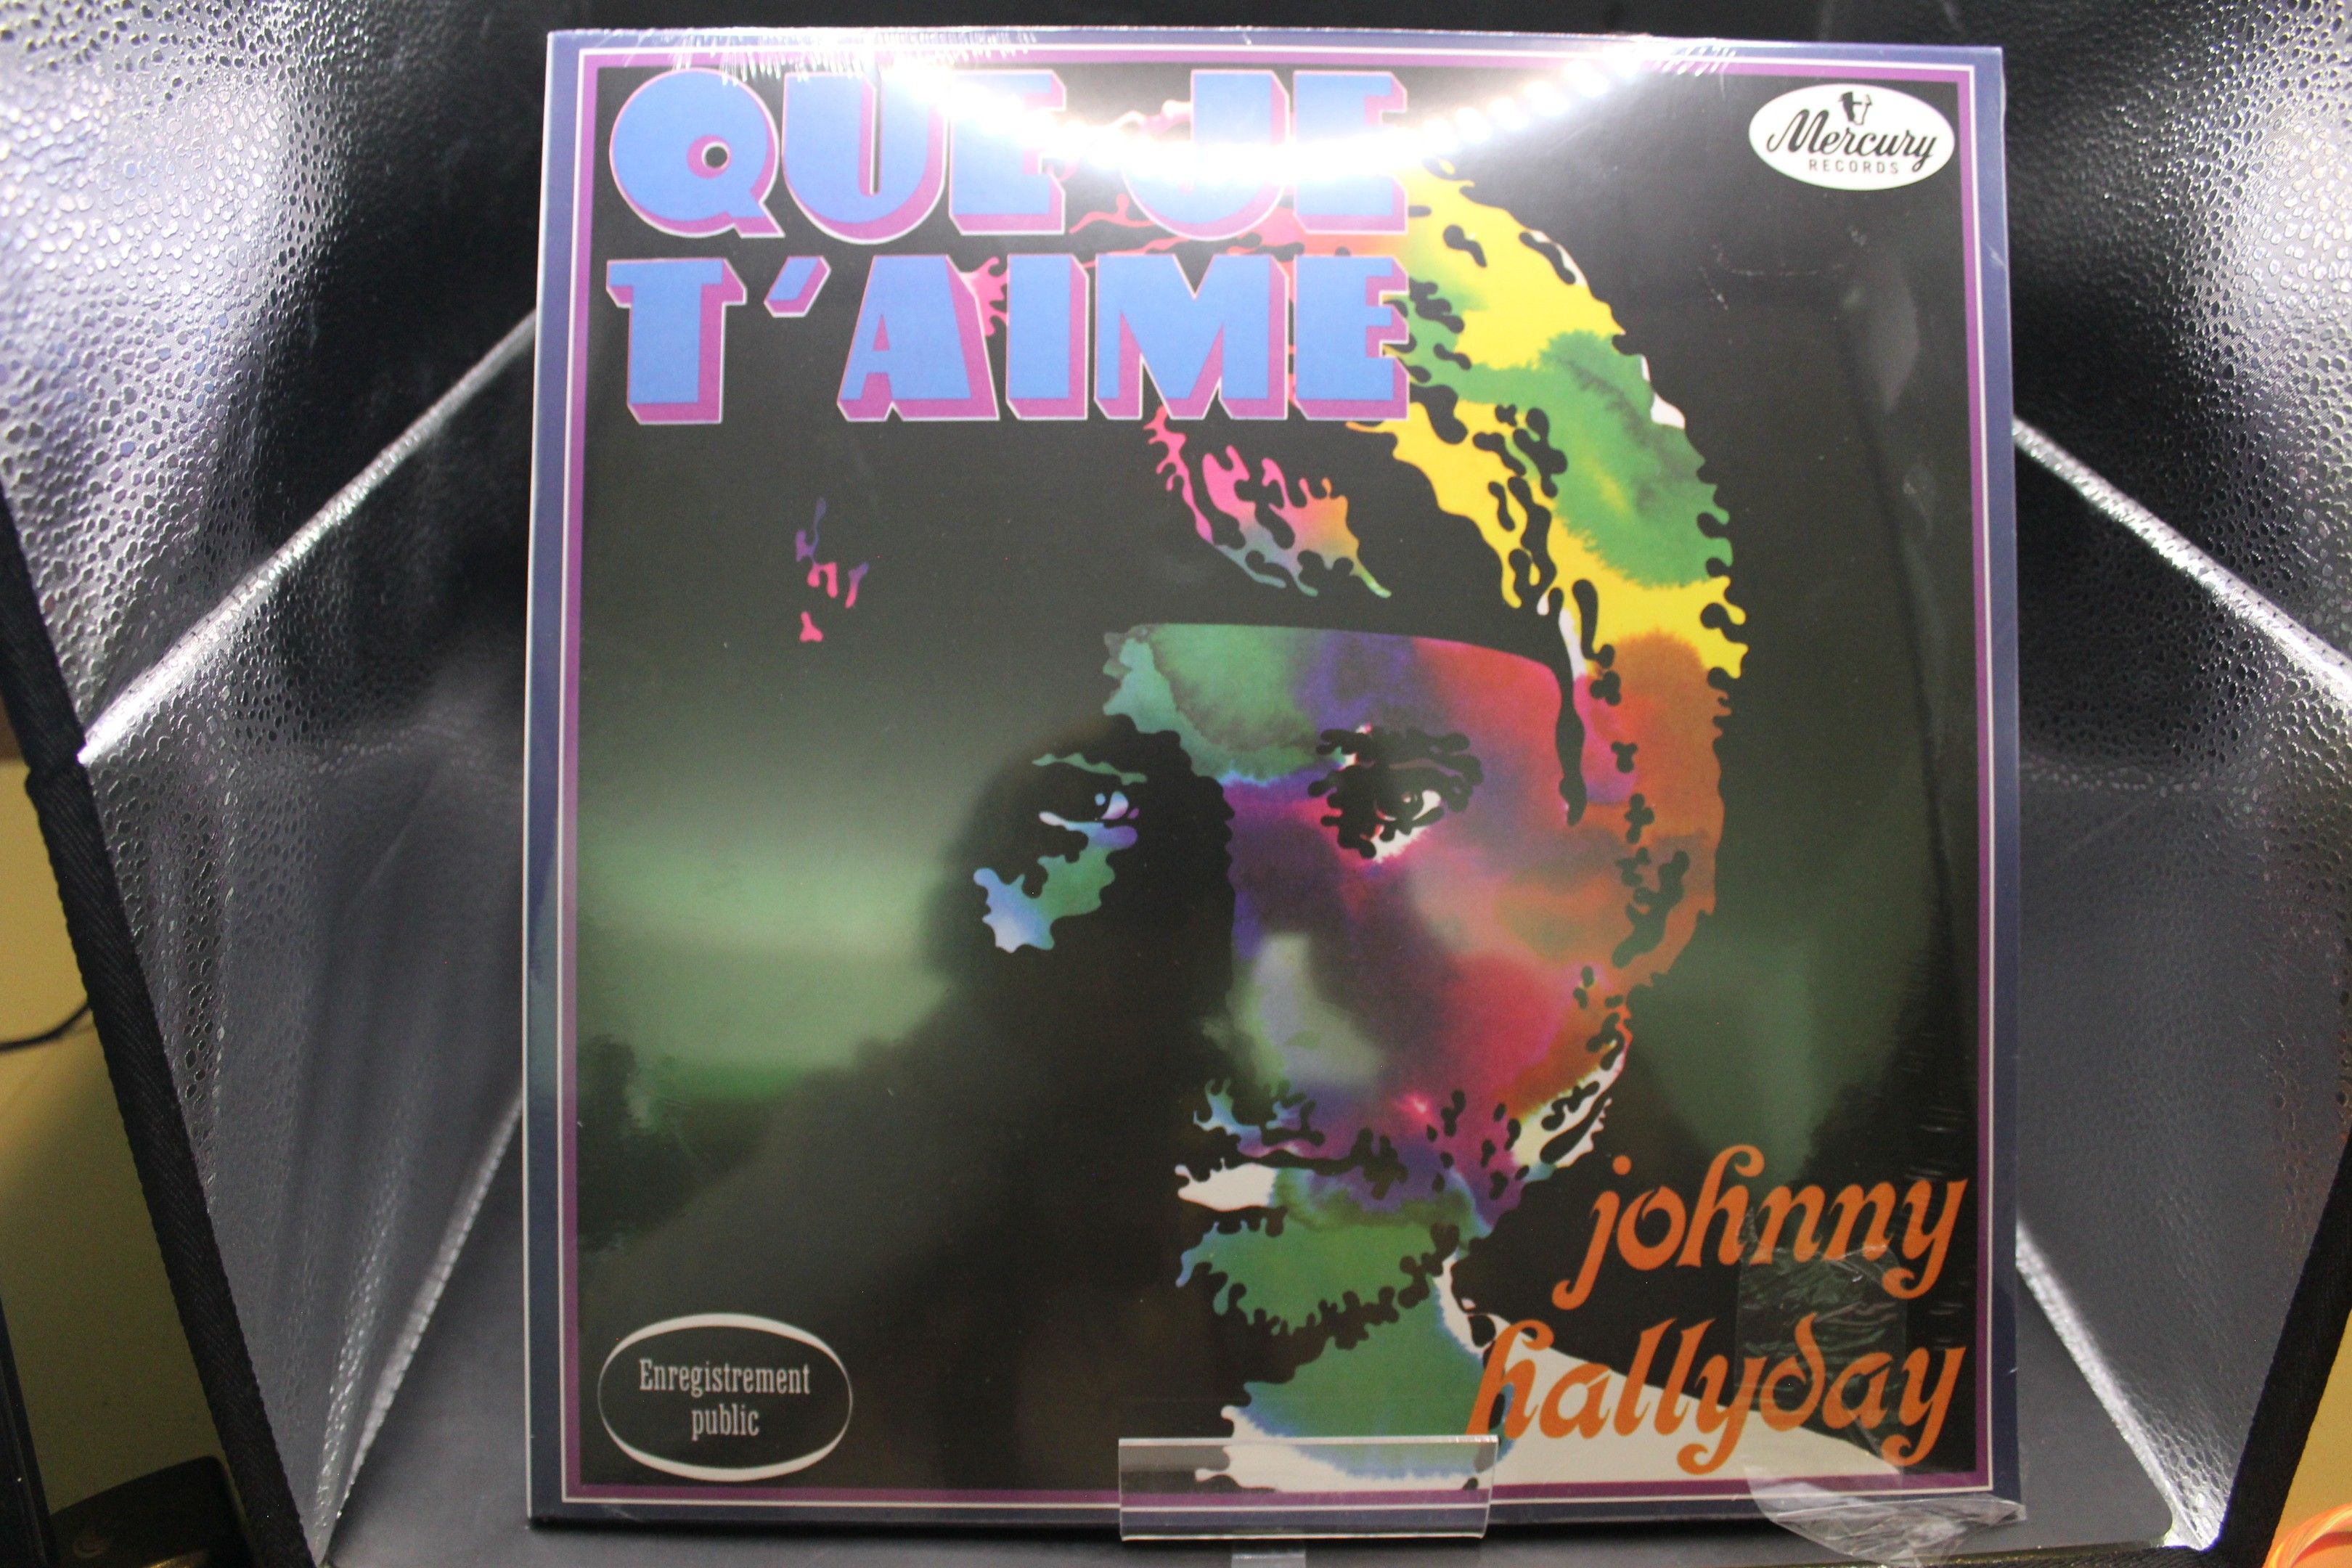 QUE JE
T'AIME
Mercury
RECORDS
johnny
hallyday
Enregistrement
public